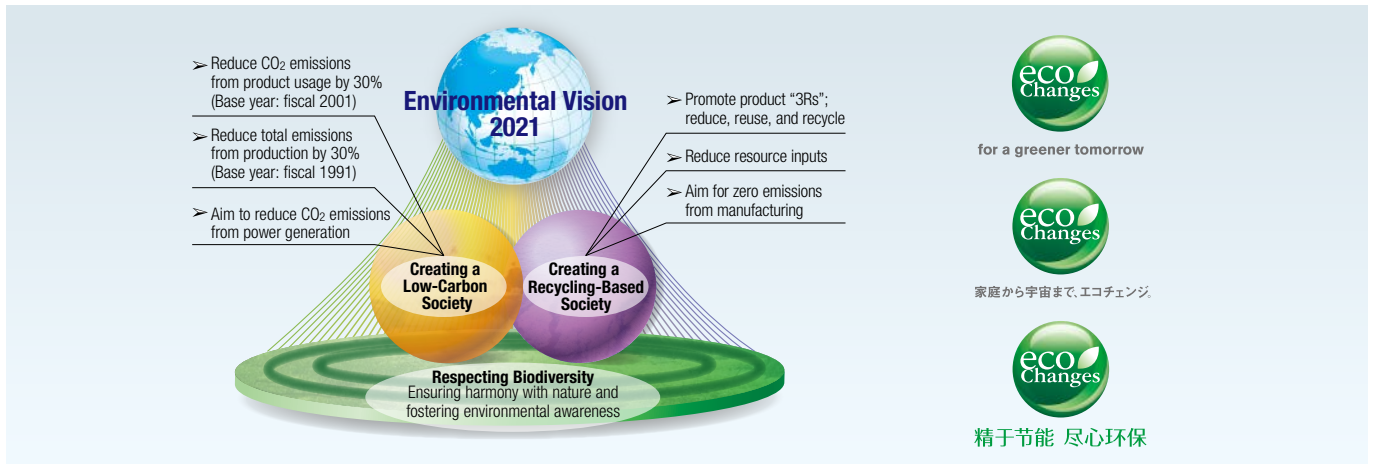 ➢ Reduce CO2 emissions
from product usage by 30%
(Base year: fiscal 2001)
➢ Reduce total emissions
from production by 30%
(Base year: fiscal 1991)
➢ Aim to reduce CO2 emissions
from power generation
Environmental Vision
2021
➢ Promote product “3Rs”;
reduce, reuse, and recycle
➢ Reduce resource inputs
➢ Aim for zero emissions
from manufacturing
Creating a
Low-Carbon
Society
Creating a
Recycling-Based
Society
Respecting Biodiversity
Ensuring harmony with nature and
fostering environmental awareness
eco
Changes
for a greener tomorrow
eco
Changes
家庭から宇宙まで、エコチェンジ。
eco
Changes
精于节能 尽心环保